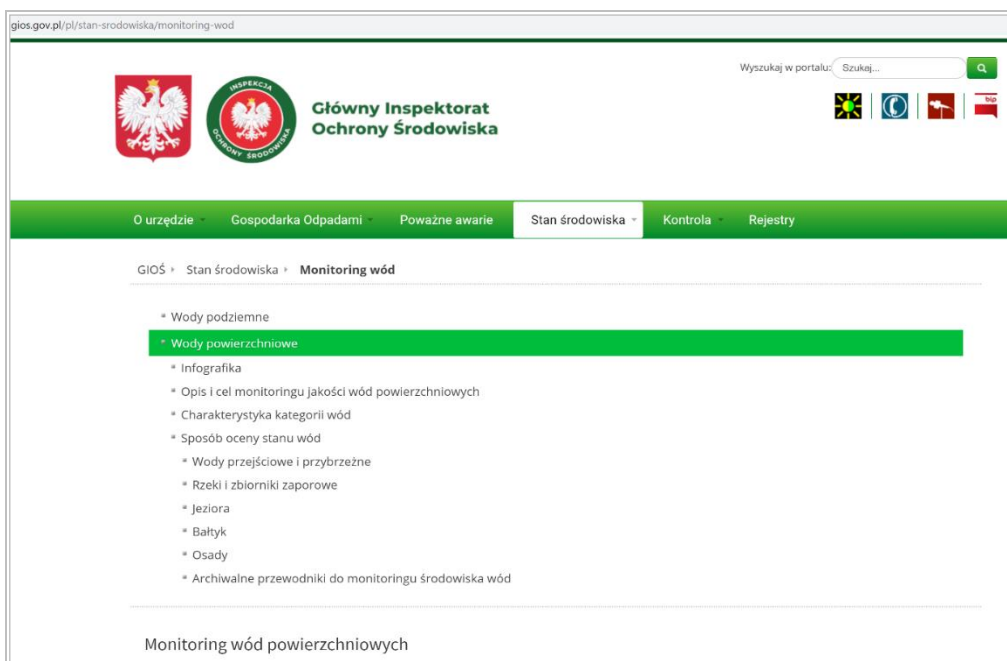 gios.gov.pl/pl/stan-srodowiska/monitoring-wod
Wyszukaj w portalu: Szukaj...
bip
INSPEKCJA
OCHRONY ŚRODOWISKA
Główny Inspektorat
Ochrony Środowiska
O urzędzie Gospodarka Odpadami Poważne awarie Stan środowiska Kontrola Rejestry
GIOŚ Stan środowiska Monitoring wód
Wody podziemne
Wody powierzchniowe
Infografika
Opis i cel monitoringu jakości wód powierzchniowych
Charakterystyka kategorii wód
Sposób oceny stanu wód
Wody przejściowe i przybrzeżne
Rzeki i zbiorniki zaporowe
Jeziora
Bałtyk
Osady
Archiwalne przewodniki do monitoringu środowiska wód
Monitoring wód powierzchniowych